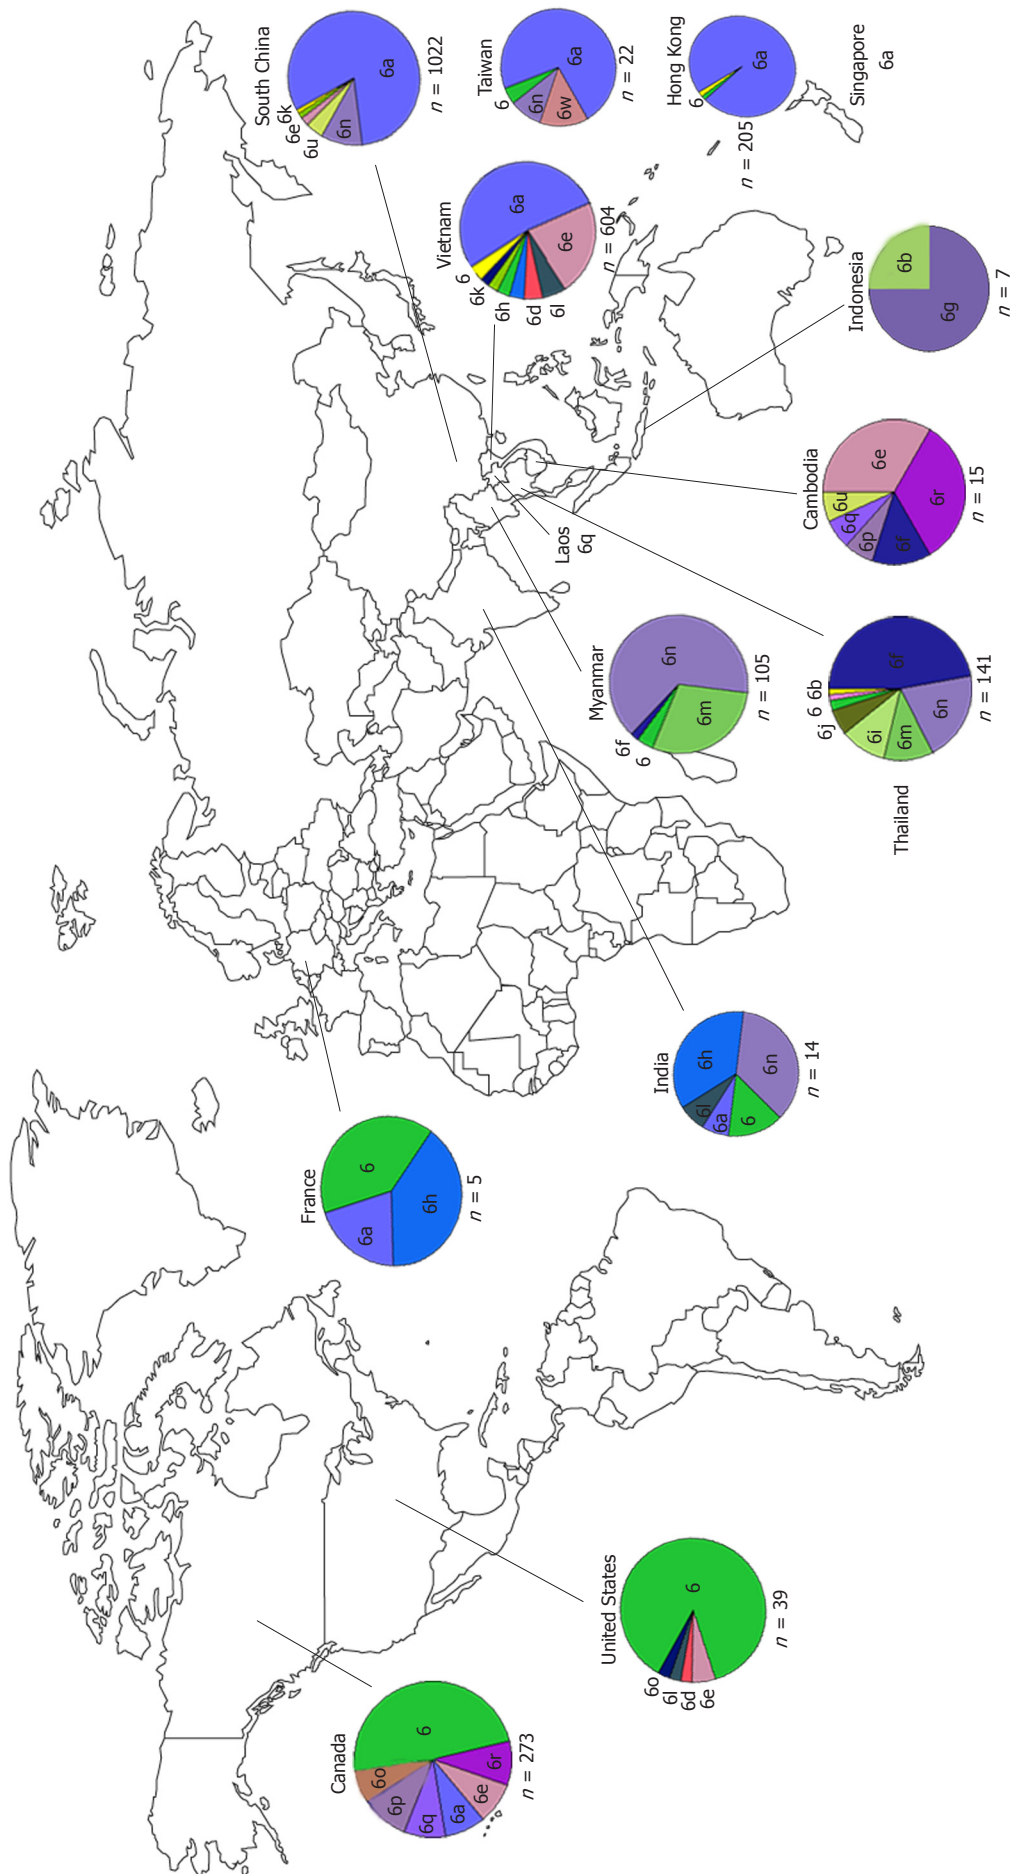 Canada
6
6o
6p
6q
6a
6e
6r
n = 273
United States
6
6o
6l
6d
6e
n = 39
France
6
6a
6h
n = 5
India
6h
6l
6a
6
6n
n = 14
Myanmar
6n
6f
6
6m
n = 105
Thailand
6j
6
6b
6f
6i
6m
6n
n = 141
Laos
6q
Cambodia
6u
6e
6q
6p
6f
6r
n = 15
Indonesia
6b
6g
n = 7
Vietnam
6
6k
6h
6d
6l
6a
6e
n = 604
South China
6k
6e
6u
6n
6a
n = 1022
Taiwan
6
6n
6w
6a
n = 22
Hong Kong
6
6a
n = 205
Singapore
6a